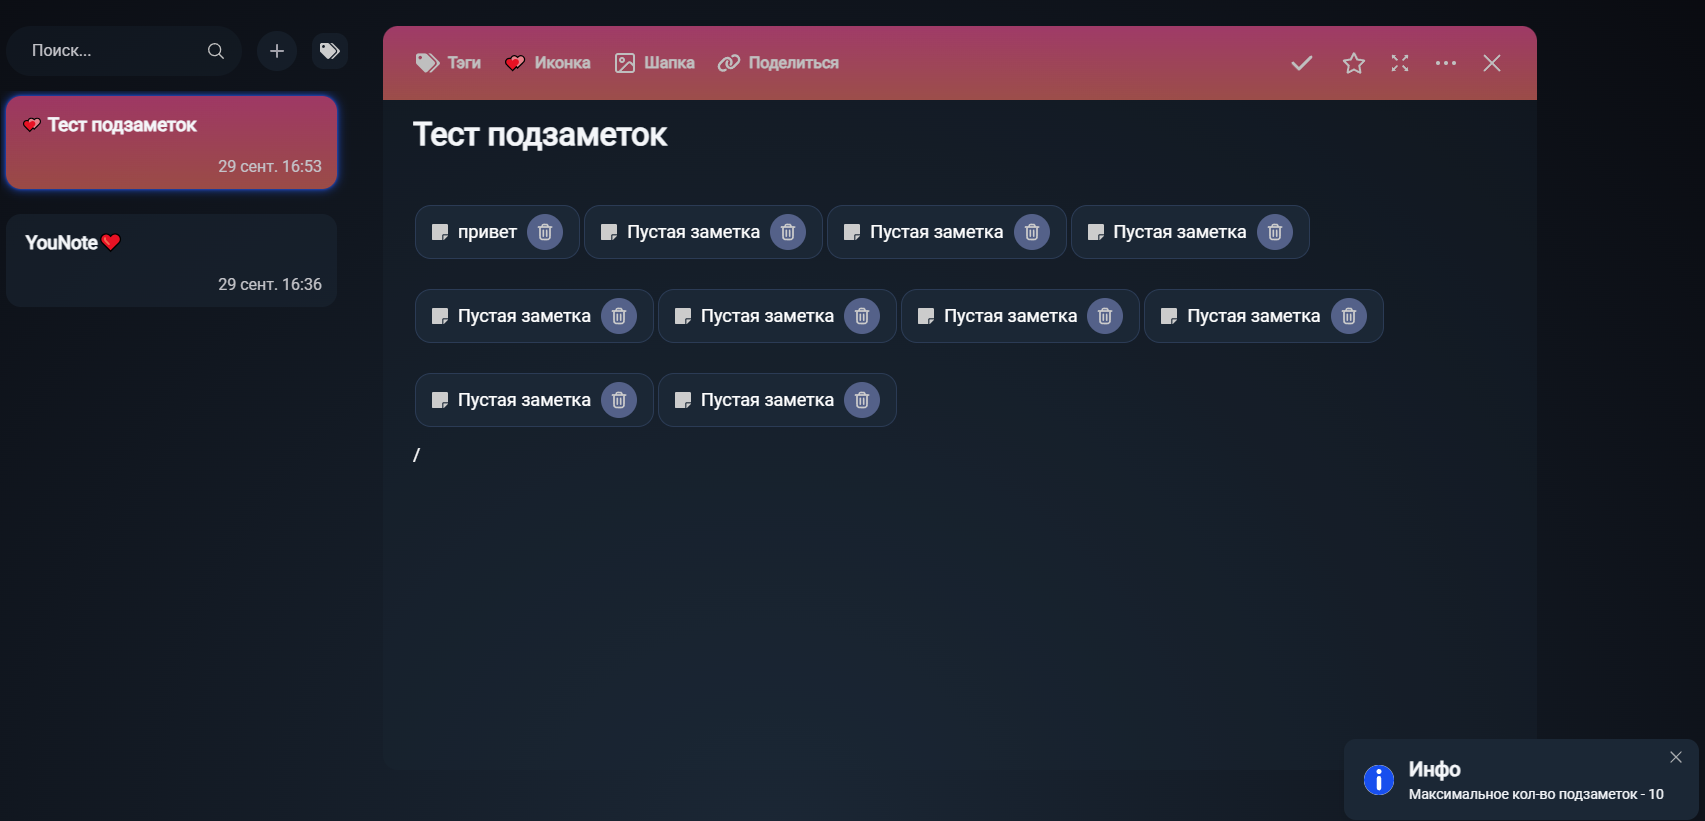 Поиск...
Тест подзаметок
29 сент. 16:53
YouNote
29 сент. 16:36
Тэги Иконка Шапка Поделиться
Тест подзаметок
привет Пустая заметка Пустая заметка Пустая заметка
Пустая заметка Пустая заметка Пустая заметка Пустая заметка
Пустая заметка Пустая заметка
/
Инфо
Максимальное кол-во подзаметок - 10